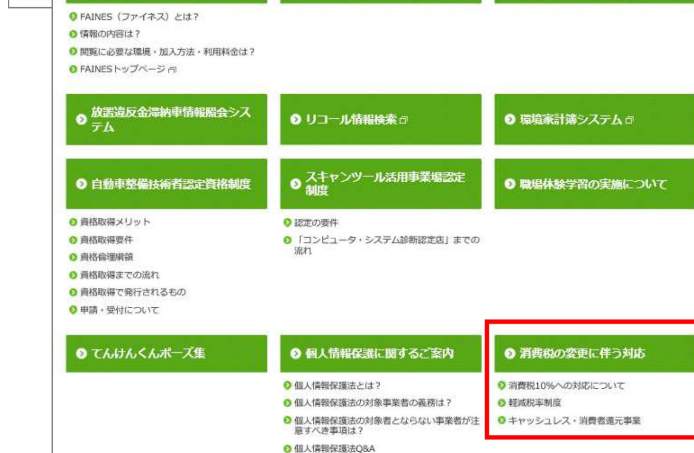 FAINES（ファイネス）とは？
情報の内容は？
閲覧に必要な環境・加入方法・利用料金は？
FAINESトップページ
放置違反金滞納車情報照会シス
テム
リコール情報検索
環境家計簿システム
自動車整備技術者認定資格制度
スキャンツール活用事業場認定
制度
職場体験学習の実施について
資格取得メリット
資格取得要件
資格倫理綱領
資格取得までの流れ
資格取得で発行されるもの
申請・受付について
認定の要件
「コンピュータ・システム診断認定店」までの
流れ
てんけんくんポーズ集
個人情報保護に関するご案内
消費税の変更に伴う対応
個人情報保護法とは？
個人情報保護法の対象事業者の義務は？
個人情報保護法の対象者とならない事業者が注
意すべき事項は？
個人情報保護法Q&A
消費税10%への対応について
軽減税率制度
キャッシュレス・消費者還元事業